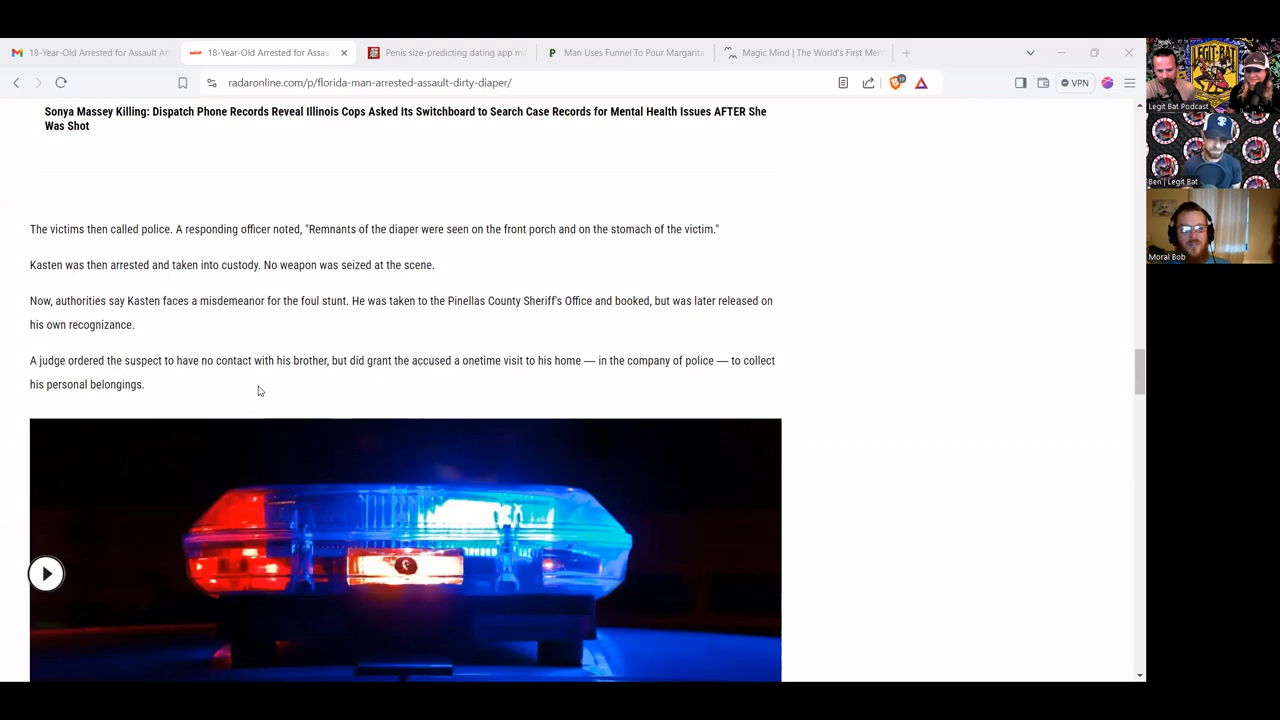 18-Year-Old Arrested for Assault Af
18-Year-Old Arrested for Assau
Penis size-predicting dating app m
Man Uses Funnel To Pour Margarita
Magic Mind | The World's First Men
radaronline.com/p/florida-man-arrested-assault-dirty-diaper/
VPN
Sonya Massey Killing: Dispatch Phone Records Reveal Illinois Cops Asked Its Switchboard to Search Case Records for Mental Health Issues AFTER She
Was Shot
The victims then called police. A responding officer noted, "Remnants of the diaper were seen on the front porch and on the stomach of the victim."
Kasten was then arrested and taken into custody. No weapon was seized at the scene.
Now, authorities say Kasten faces a misdemeanor for the foul stunt. He was taken to the Pinellas County Sheriff's Office and booked, but was later released on
his own recognizance.
A judge ordered the suspect to have no contact with his brother, but did grant the accused a onetime visit to his home — in the company of police — to collect
his personal belongings.
LEGIT BAT
Legit Bat Podcast
Ben | Legit Bat
Moral Bob